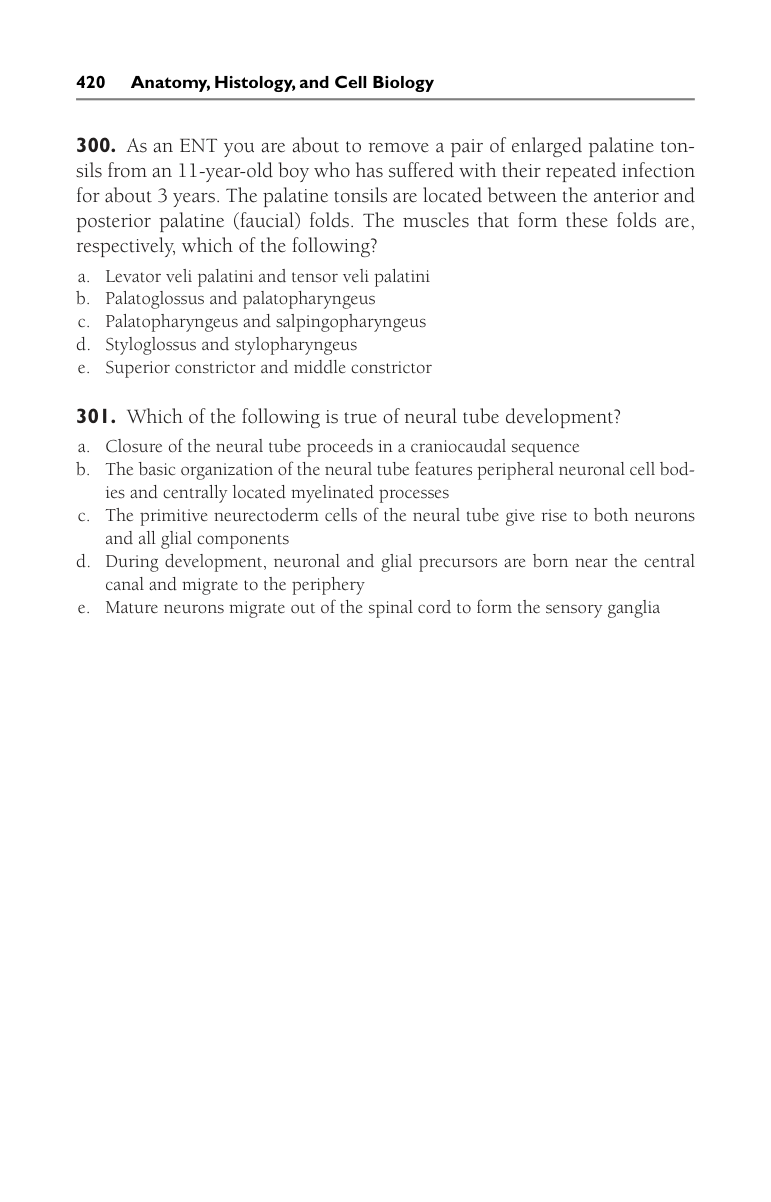 420 Anatomy, Histology, and Cell Biology
300. As an ENT you are about to remove a pair of enlarged palatine ton-
sils from an 11-year-old boy who has suffered with their repeated infection
for about 3 years. The palatine tonsils are located between the anterior and
posterior palatine (faucial) folds. The muscles that form these folds are,
respectively, which of the following?
a. Levator veli palatini and tensor veli palatini
b. Palatoglossus and palatopharyngeus
c. Palatopharyngeus and salpingopharyngeus
d. Styloglossus and stylopharyngeus
e. Superior constrictor and middle constrictor
301. Which of the following is true of neural tube development?
a. Closure of the neural tube proceeds in a craniocaudal sequence
b. The basic organization of the neural tube features peripheral neuronal cell bod-
ies and centrally located myelinated processes
c. The primitive neurectoderm cells of the neural tube give rise to both neurons
and all glial components
d. During development, neuronal and glial precursors are born near the central
canal and migrate to the periphery
e. Mature neurons migrate out of the spinal cord to form the sensory ganglia